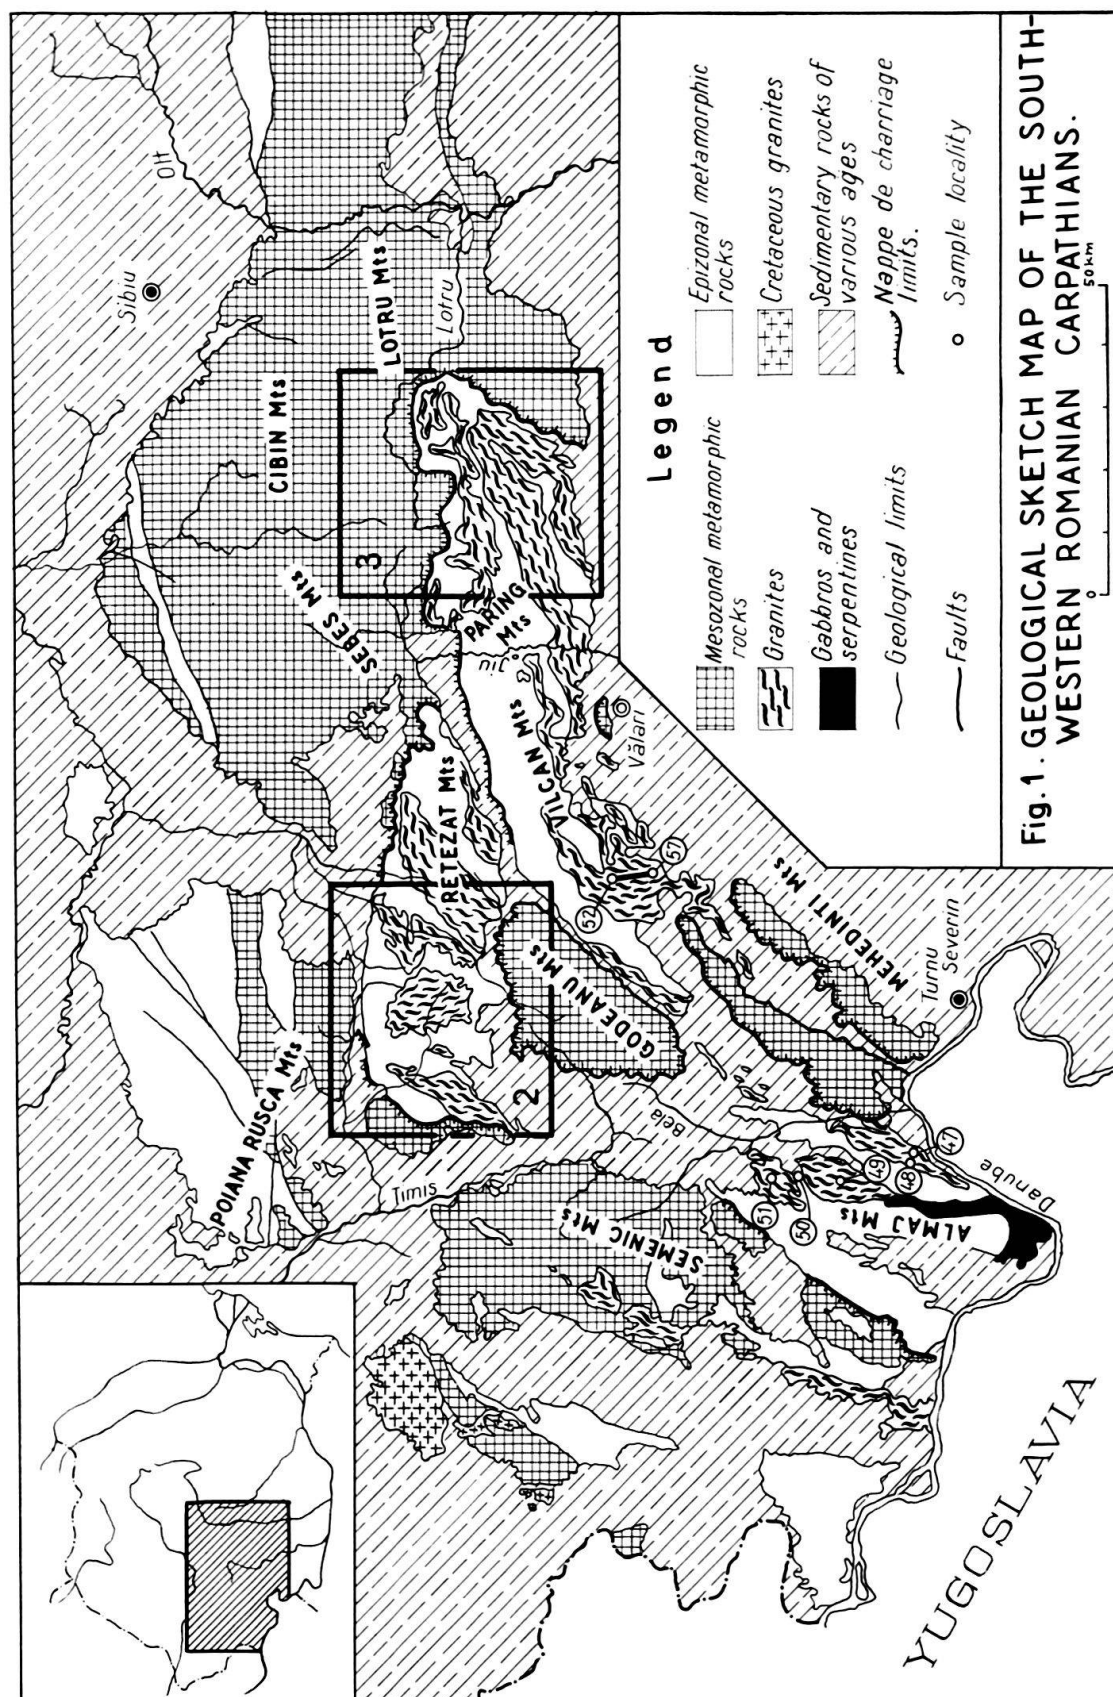 Fig. 1. GEOLOGICAL SKETCH MAP OF THE SOUTH-
WESTERN ROMANIAN CARPATHIANS.
Legend
Mesozonal metamorphic
rocks
Granites
Gabbros and
serpentines
Geological limits
Faults
Epizonal metamorphic
rocks
Cretaceous granites
Sedimentary rocks of
various ages
Nappe de charriage
limits.
Sample locality
0
50km
Olt
Sibiu
CIBIN Mts
LOTRU Mts
Lotru
SEBES Mts
3
PARING
Mts
Jiu
POIANA RUSCA Mts
RETEZAT Mts
VILCAN Mts
Vălari
2
GODEANU Mts
52
57
MEHEDINTI Mts
Turnu
Severin
Timis
Bela
SEMENIC Mts
51
50
49
48
47
ALMAJ Mts
Danube
YUGOSLAVIA